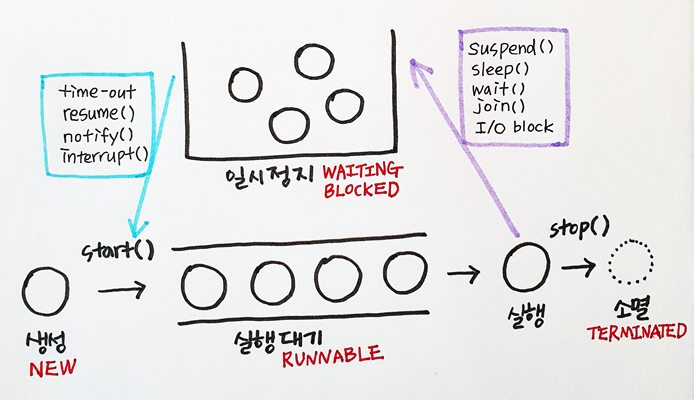 time-out
resume()
notify()
interrupt()
suspend()
sleep()
wait()
join()
I/O block
일시정지 WAITING
BLOCKED
start()
stop()
생성
NEW
실행대기
RUNNABLE
실행
소멸
TERMINATED